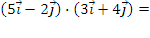 (5i⃗ − 2j⃗) · (3i⃗ + 4j⃗) =